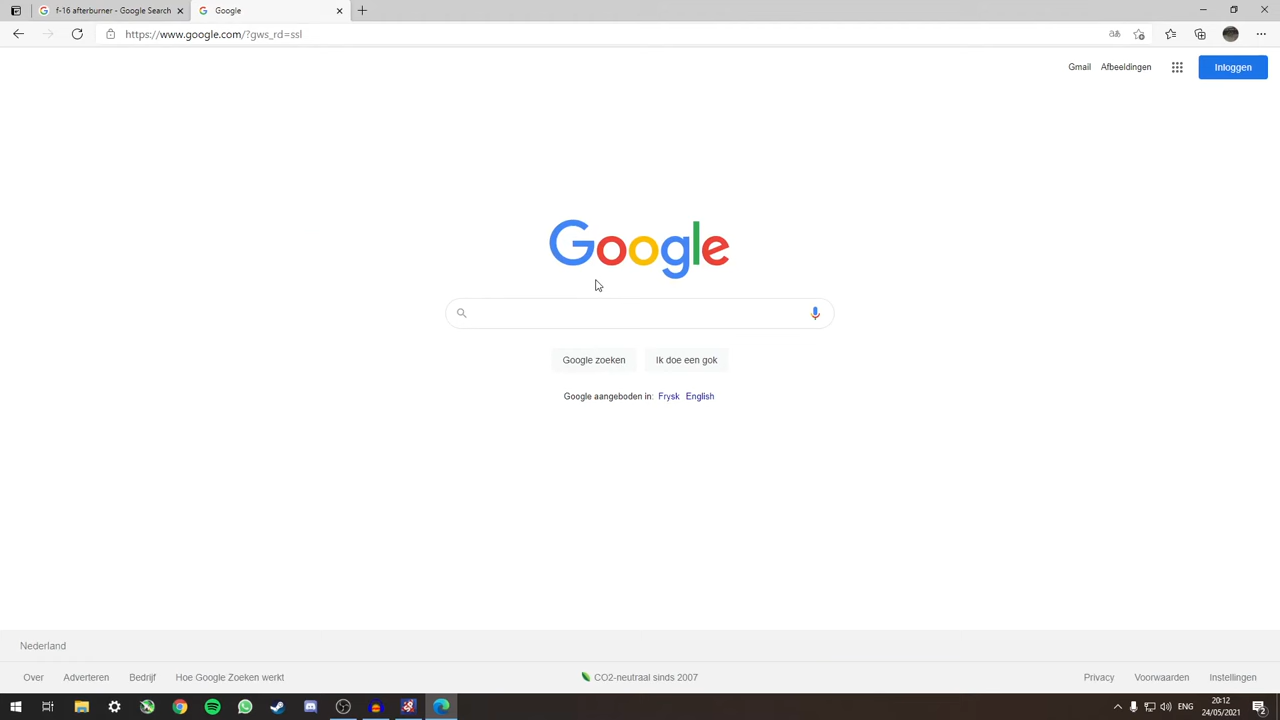 f-16 afterburner - Google Search
Google
https://www.google.com/?gws_rd=ssl
Gmail Afbeeldingen Inloggen
Google
Google zoeken Ik doe een gok
Google aangeboden in: Frysk English
Nederland
Over Adverteren Bedrijf Hoe Google Zoeken werkt CO2-neutraal sinds 2007 Privacy Voorwaarden Instellingen
ENG
20:12
24/05/2021
2